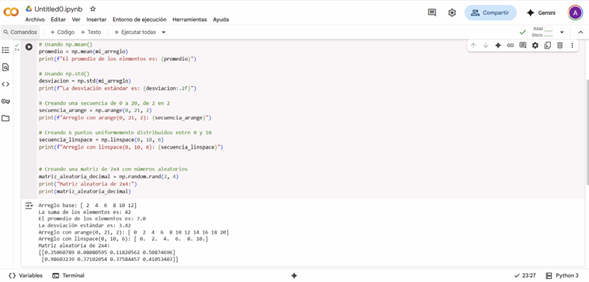 Untitled0.ipynb
Archivo Editar Ver Insertar Entorno de ejecución Herramientas Ayuda
Compartir
Gemini
A
Comandos + Código + Texto Ejecutar todas
RAM
Disco
# Usando np.mean()
promedio = np.mean(mi_arreglo)
print(f"El promedio de los elementos es: {promedio}")
# Usando np.std()
desviacion = np.std(mi_arreglo)
print(f"La desviación estándar es: {desviacion:.2f}")
# Creando una secuencia de 0 a 20, de 2 en 2
secuencia_arange = np.arange(0, 21, 2)
print(f"Arreglo con arange(0, 21, 2): {secuencia_arange}")
# Creando 6 puntos uniformemente distribuidos entre 0 y 10
secuencia_linspace = np.linspace(0, 10, 6)
print(f"Arreglo con linspace(0, 10, 6): {secuencia_linspace}")
# Creando una matriz de 2x4 con números aleatorios
matriz_aleatoria_decimal = np.random.rand(2, 4)
print("Matriz aleatoria de 2x4:")
print(matriz_aleatoria_decimal)
Arreglo base: [ 2 4 6 8 10 12]
La suma de los elementos es: 42
El promedio de los elementos es: 7.0
La desviación estándar es: 3.42
Arreglo con arange(0, 21, 2): [ 0 2 4 6 8 10 12 14 16 18 20]
Arreglo con linspace(0, 10, 6): [ 0. 2. 4. 6. 8. 10.]
Matriz aleatoria de 2x4:
[[0.35060789 0.08980595 0.11820562 0.50874696]
[0.98603239 0.37102054 0.37584457 0.41053403]]
Variables Terminal
23:27 Python 3